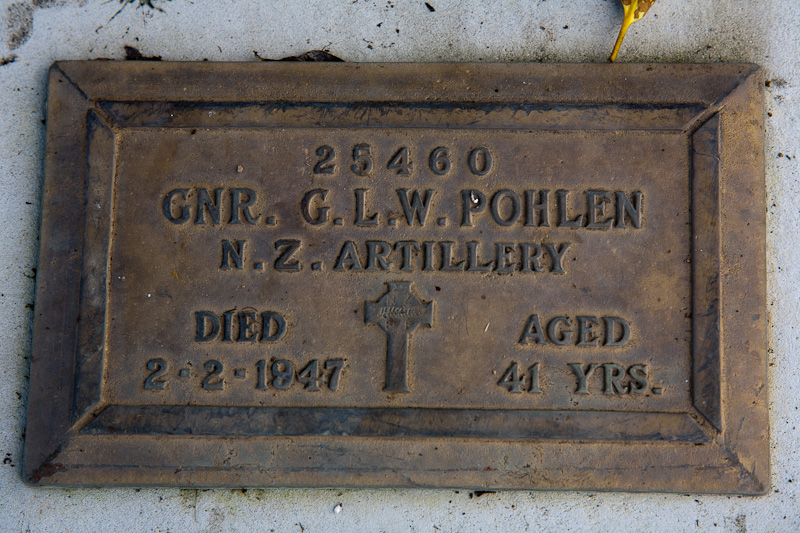 25460
GNR. G.L.W. POHLEN
N.Z. ARTILLERY
DIED
2-2-1947
AGED
41 YRS.